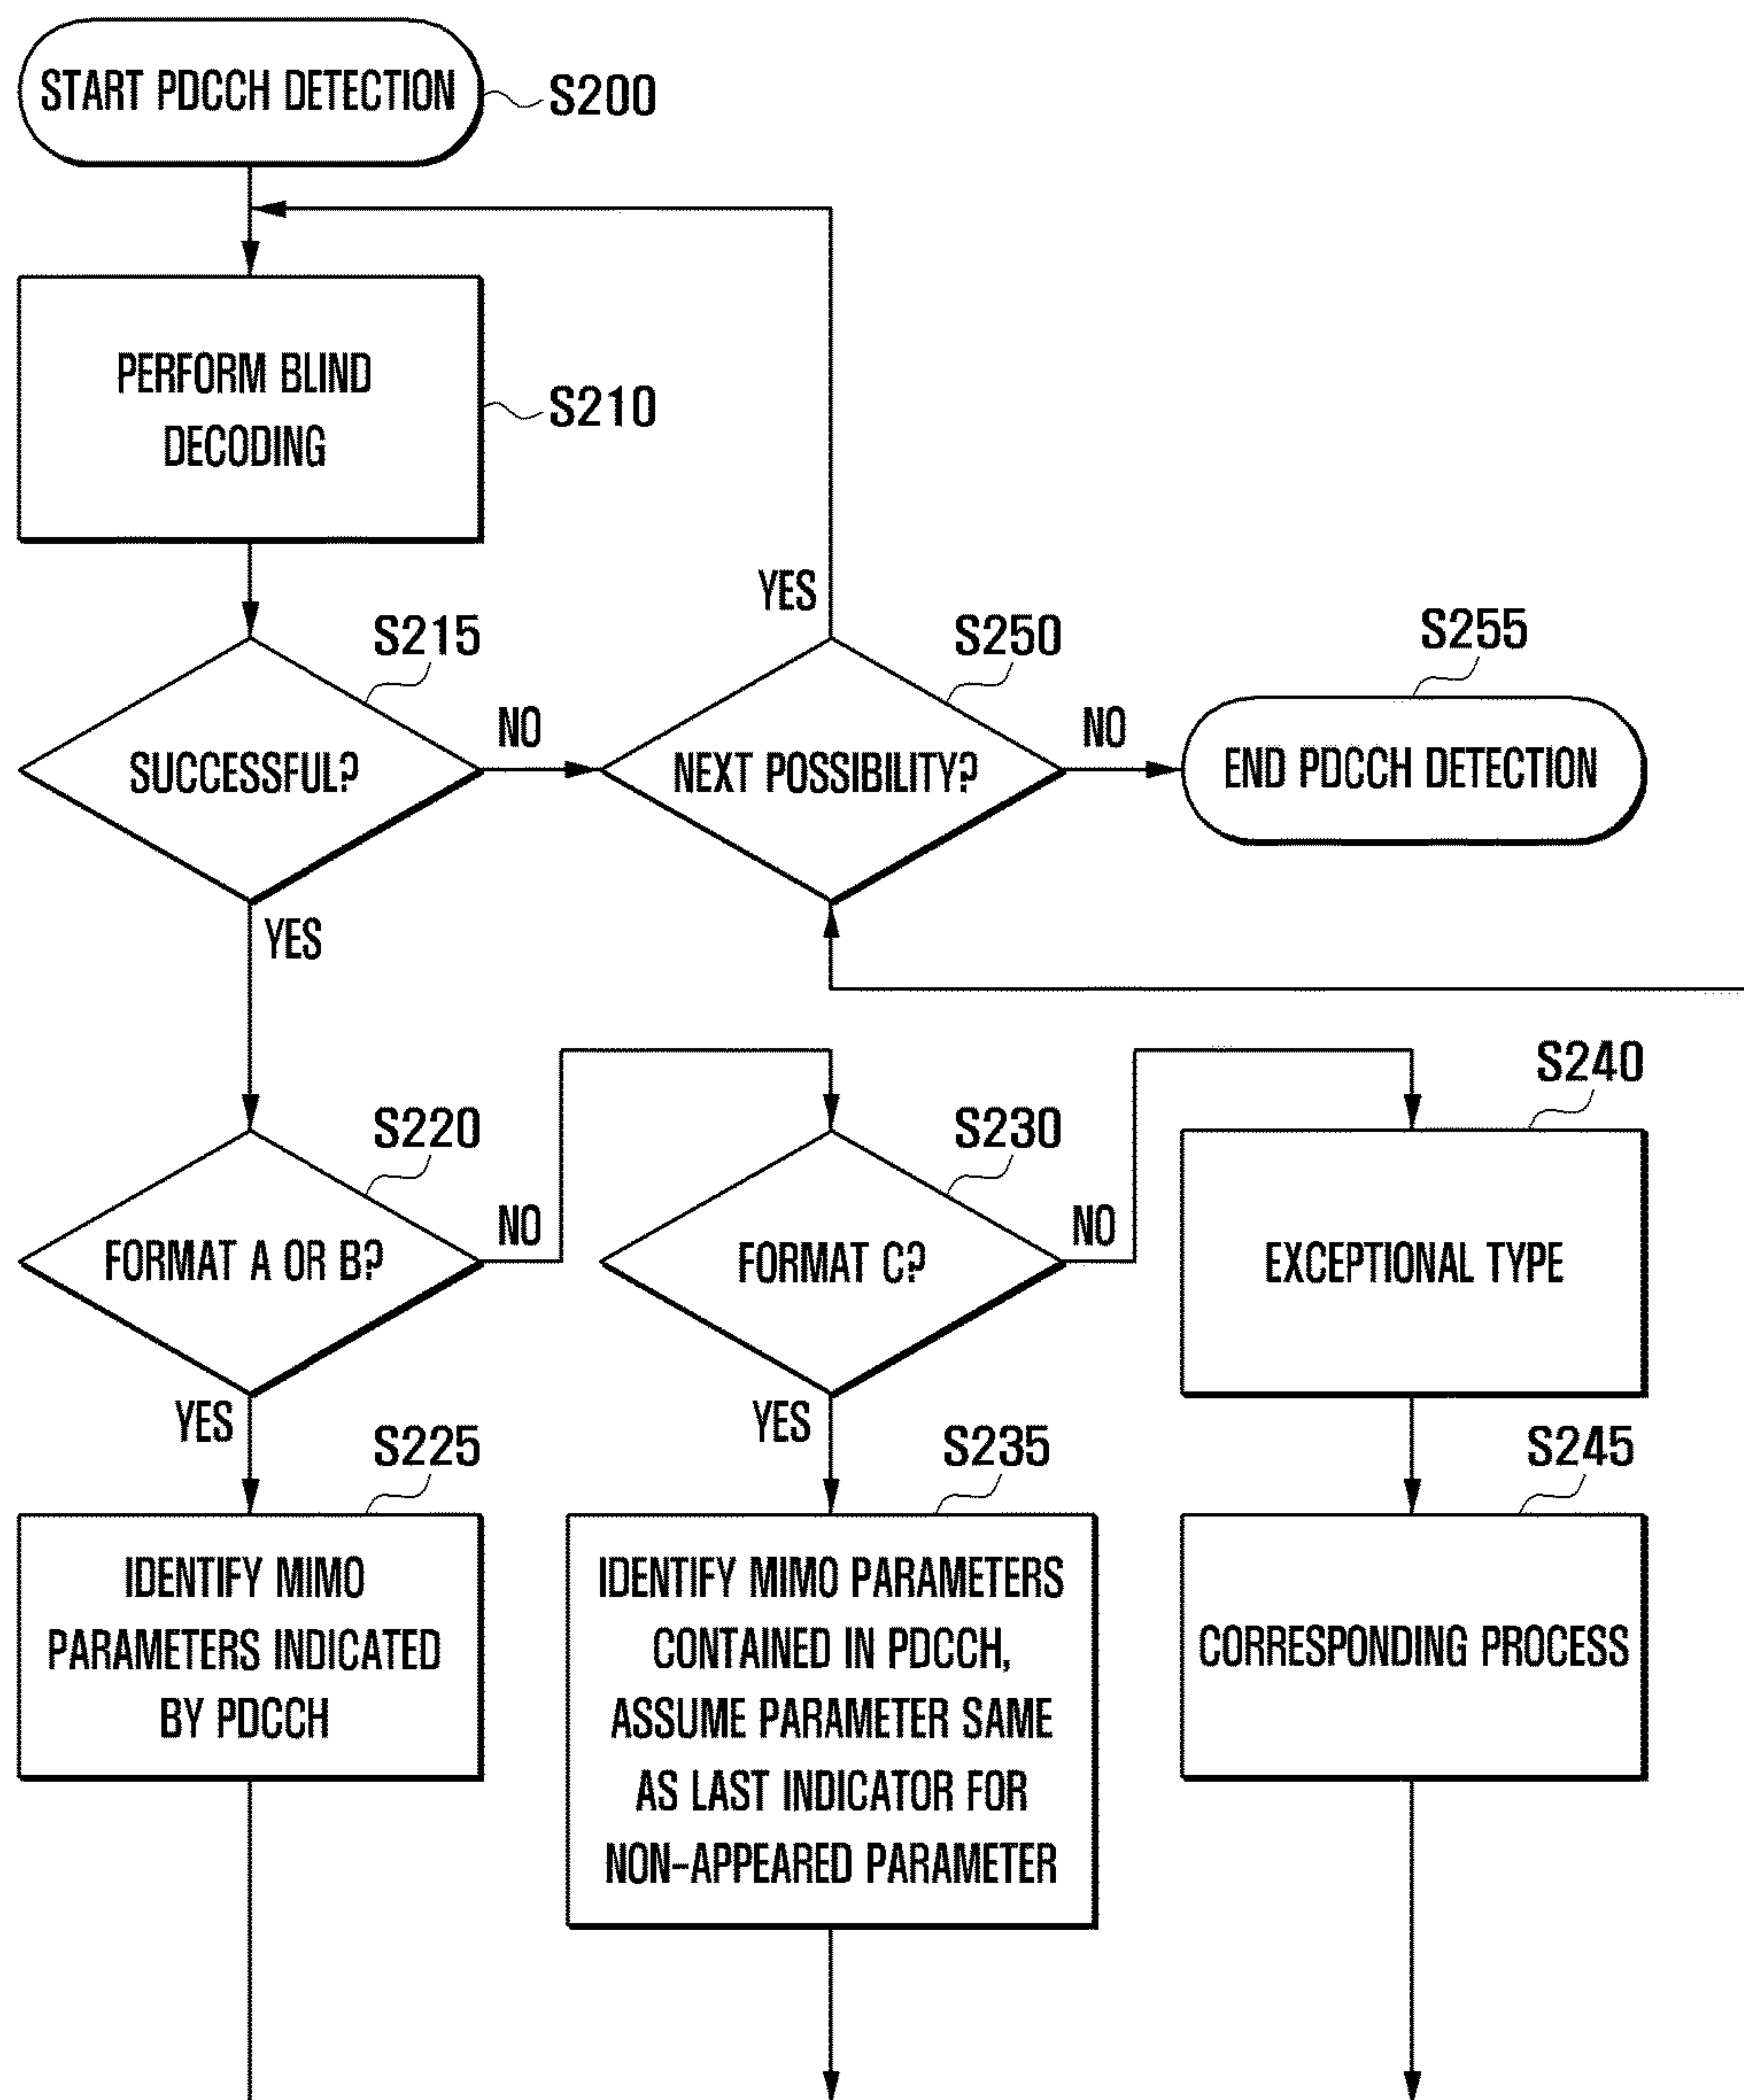 START PDCCH DETECTION
S200
PERFORM BLIND
DECODING
S210
YES
S215
S250
S255
SUCCESSFUL?
NO
NEXT POSSIBILITY?
NO
END PDCCH DETECTION
YES
S220
S230
S240
FORMAT A OR B?
NO
FORMAT C?
NO
EXCEPTIONAL TYPE
YES
YES
S225
S235
S245
IDENTIFY MIMO
PARAMETERS INDICATED
BY PDCCH
IDENTIFY MIMO PARAMETERS
CONTAINED IN PDCCH,
ASSUME PARAMETER SAME
AS LAST INDICATOR FOR
NON-APPEARED PARAMETER
CORRESPONDING PROCESS